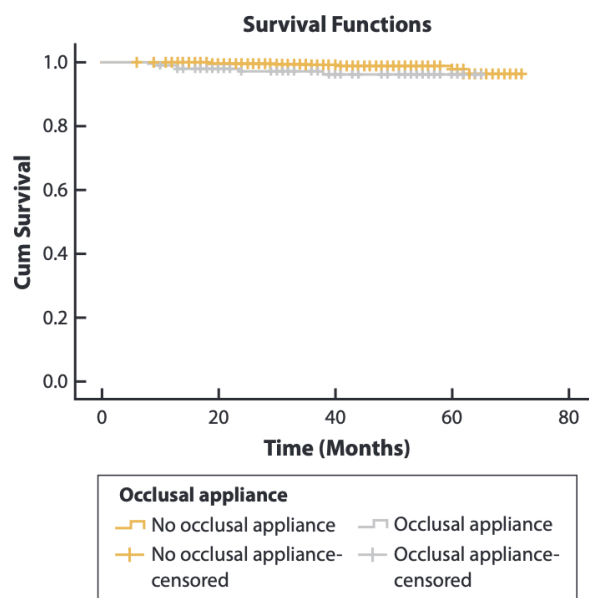 Survival Functions
1.0
0.8
0.6
0.4
0.2
0.0
Cum Survival
0 20 40 60 80
Time (Months)
Occlusal appliance
No occlusal appliance Occlusal appliance
No occlusal appliance- Occlusal appliance-
censored censored